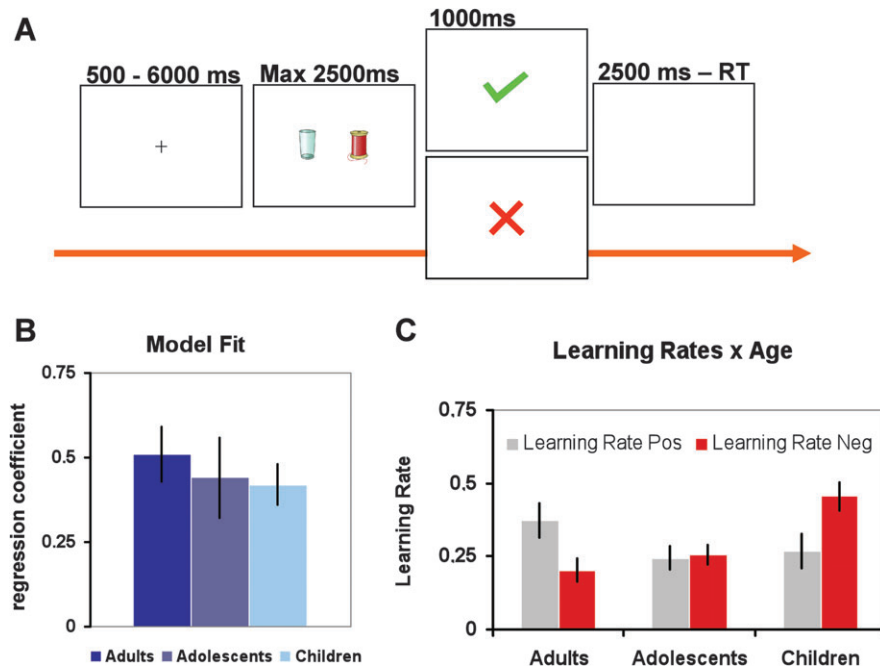 A
500 - 6000 ms
Max 2500ms
1000ms
2500 ms – RT
B
Model Fit
regression coefficient
0.75
0.5
0.25
0
Adults Adolescents Children
C
Learning Rates x Age
Learning Rate
0.75
0.5
0.25
0
Learning Rate Pos Learning Rate Neg
Adults Adolescents Children